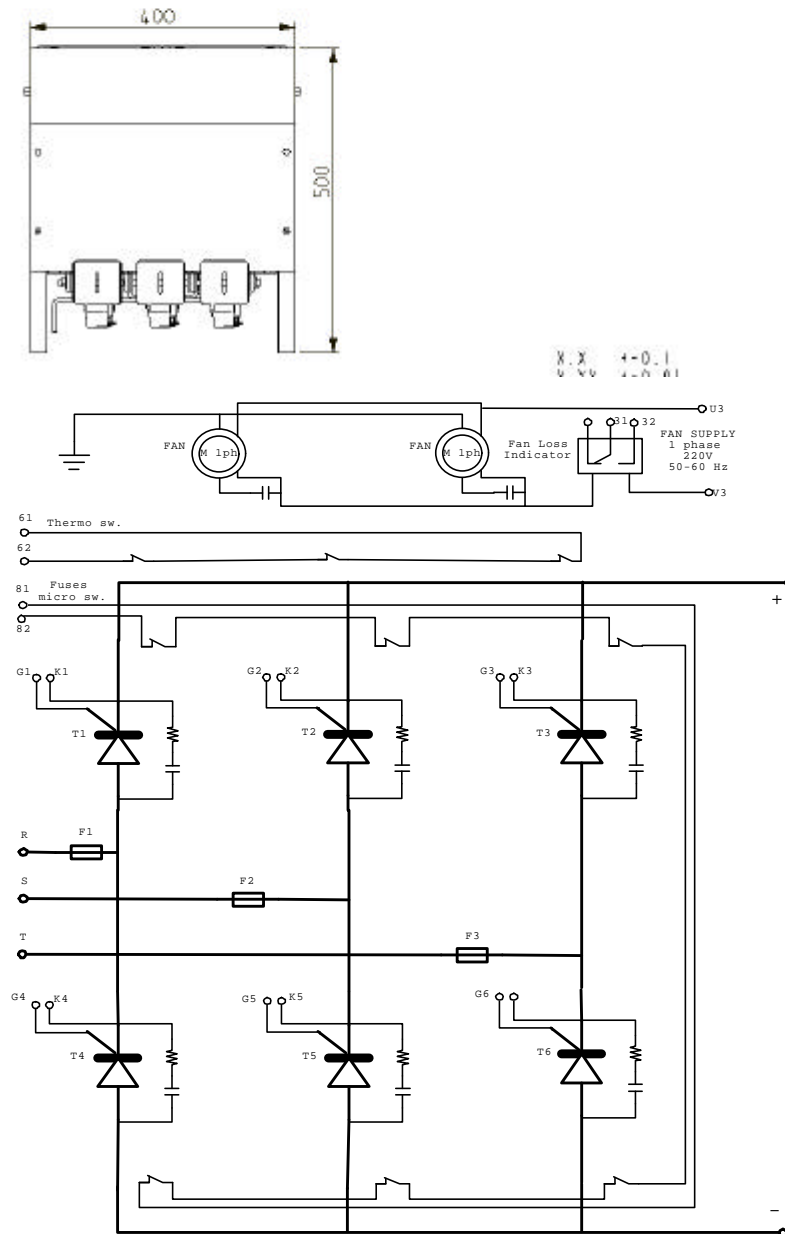 400
500
X.X +-0.1
U3
31 32
FAN
M 1ph
FAN
M 1ph
Fan Loss
Indicator
FAN SUPPLY
1 phase
220V
50-60 Hz
V3
61 Thermo sw.
62
81 Fuses
micro sw.
82
+
G1 K1
G2 K2
G3 K3
T1
T2
T3
R F1
S F2
T F3
G4 K4
G5 K5
G6
T4
T5
T6
-